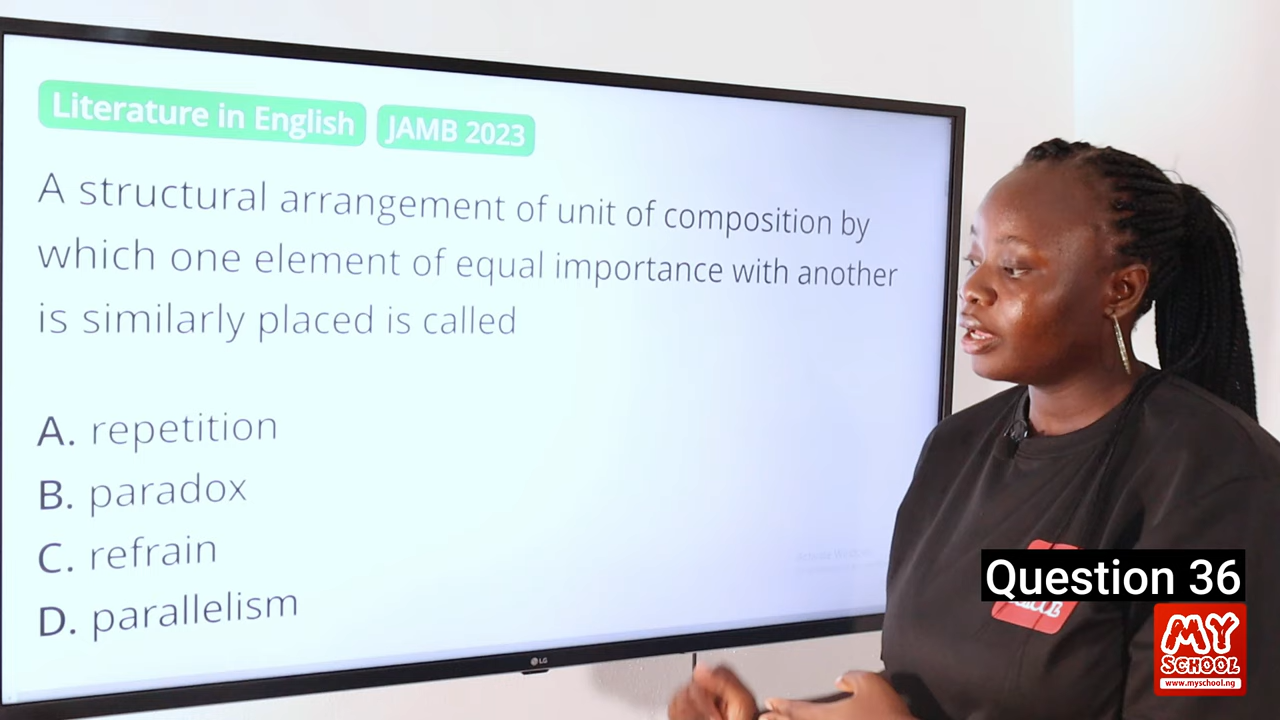 Literature in English JAMB 2023
A structural arrangement of unit of composition by
which one element of equal importance with another
is similarly placed is called
A. repetition
B. paradox
C. refrain
D. parallelism
LG
Question 36
MY
SCHOOL
www.myschool.ng